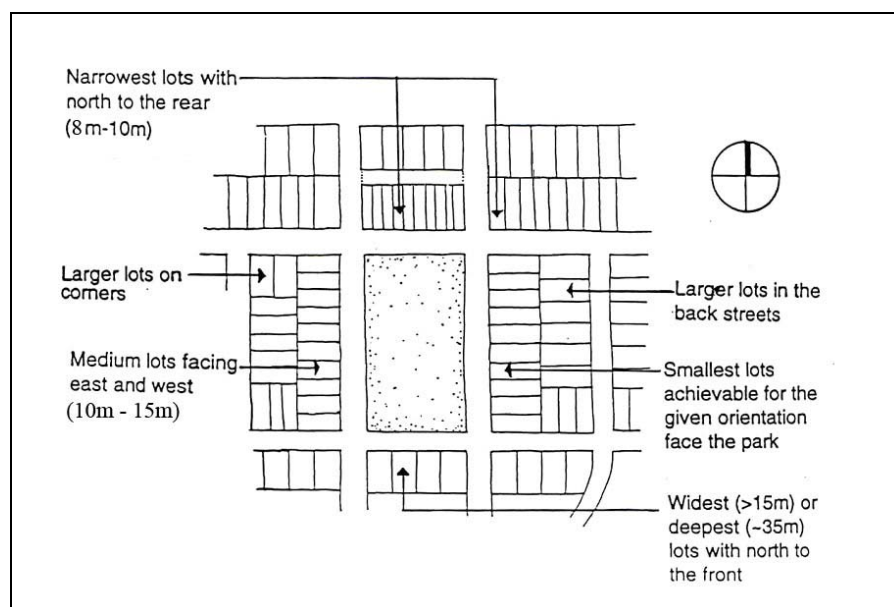 Narrowest lots with
north to the rear
(8m-10m)
Larger lots on
corners
Larger lots in the
back streets
Medium lots facing
east and west
(10m - 15m)
Smallest lots
achievable for the
given orientation
face the park
Widest (>15m) or
deepest (~35m)
lots with north to
the front